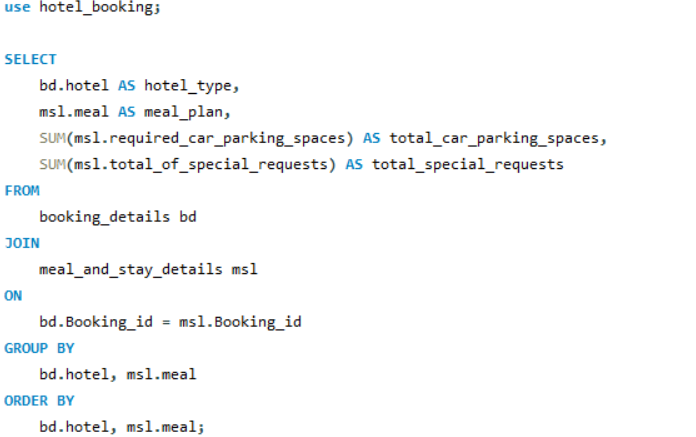 use hotel_booking;
SELECT
bd.hotel AS hotel_type,
msl.meal AS meal_plan,
SUM(msl.required_car_parking_spaces) AS total_car_parking_spaces,
SUM(msl.total_of_special_requests) AS total_special_requests
FROM
booking_details bd
JOIN
meal_and_stay_details msl
ON
bd.Booking_id = msl.Booking_id
GROUP BY
bd.hotel, msl.meal
ORDER BY
bd.hotel, msl.meal;